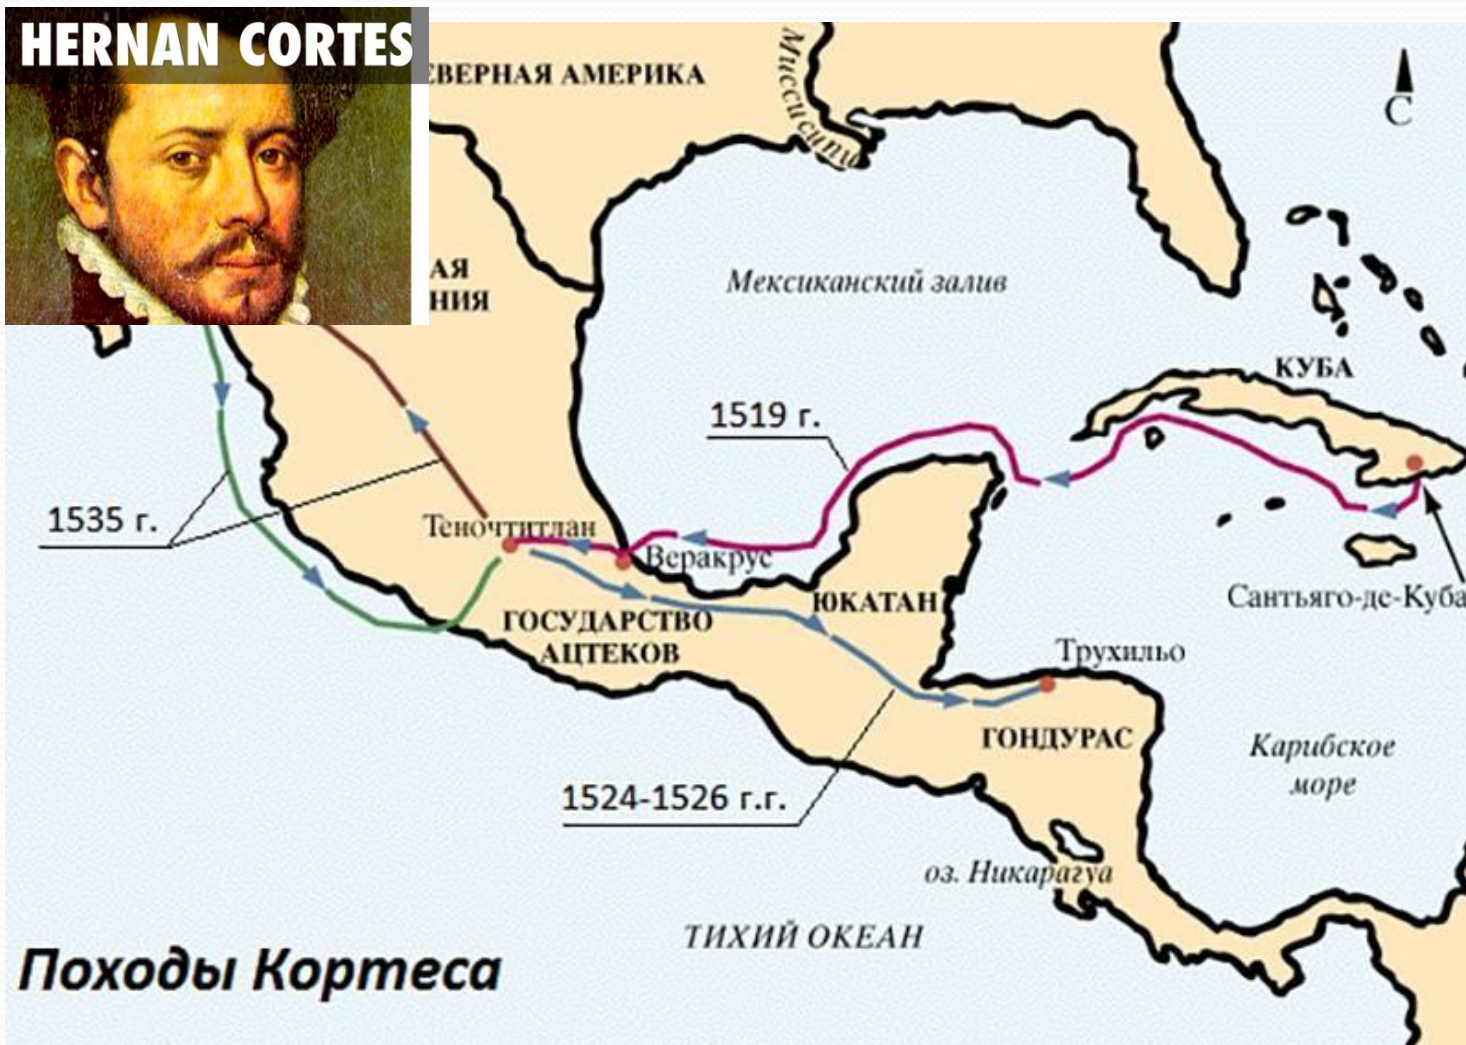 HERNAN CORTES
ЕВЕРНАЯ АМЕРИКА
Миссисипи
С
АЯ
НИЯ
Мексиканский залив
КУБА
1519 г.
1535 г.
Теночтитлан
Веракрус
ЮКАТАН
Сантьяго-де-Куба
ГОСУДАРСТВО
АЦТЕКОВ
Трухильо
ГОНДУРАС
Карибское
море
1524-1526 г.г.
оз. Никарагуа
ТИХИЙ ОКЕАН
Походы Кортеса